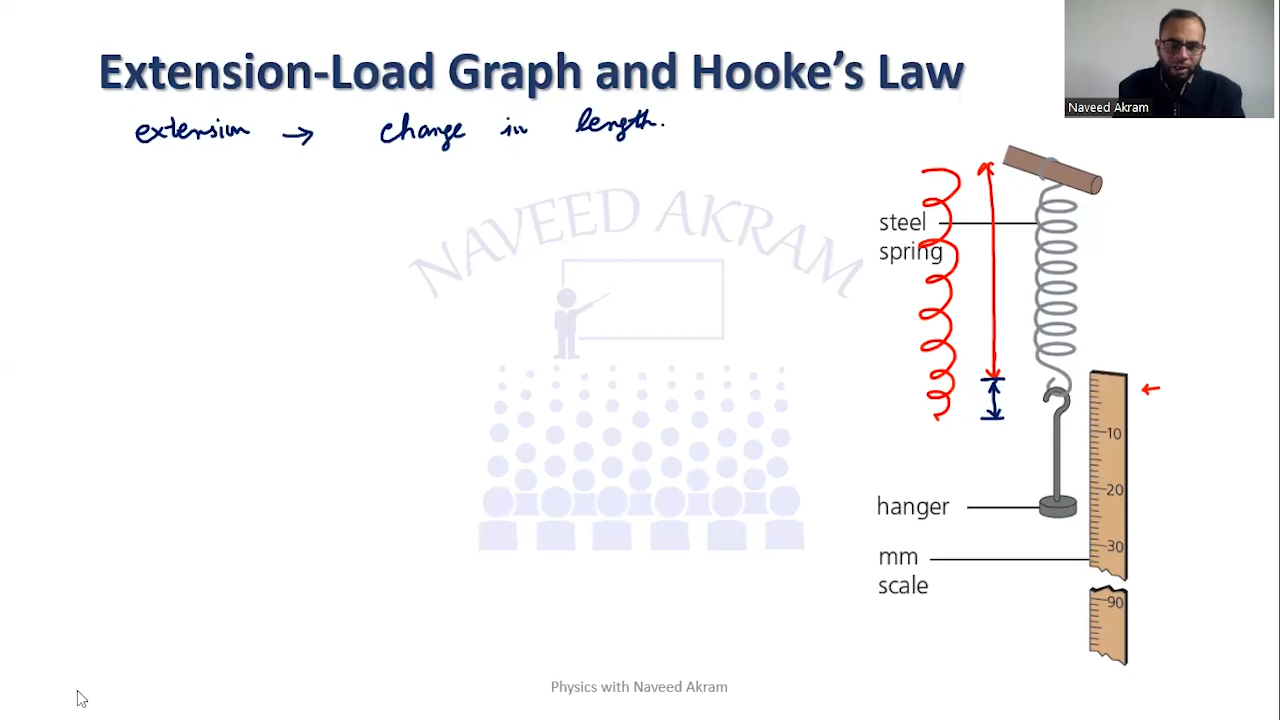 Extension-Load Graph and Hooke's Law
Naveed Akram
extension → change in length.
NAVEED AKRAM
steel
spring
10
20
hanger
30
mm
scale
90
Physics with Naveed Akram